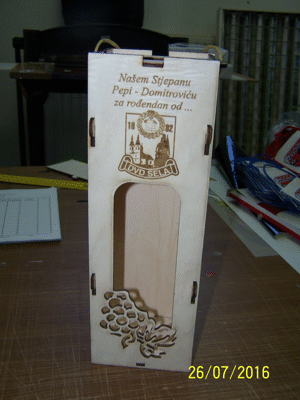 Našem Stjepanu
Pepi - Domitroviću
za rođendan od ...
18 92
DVD SELA
26/07/2016